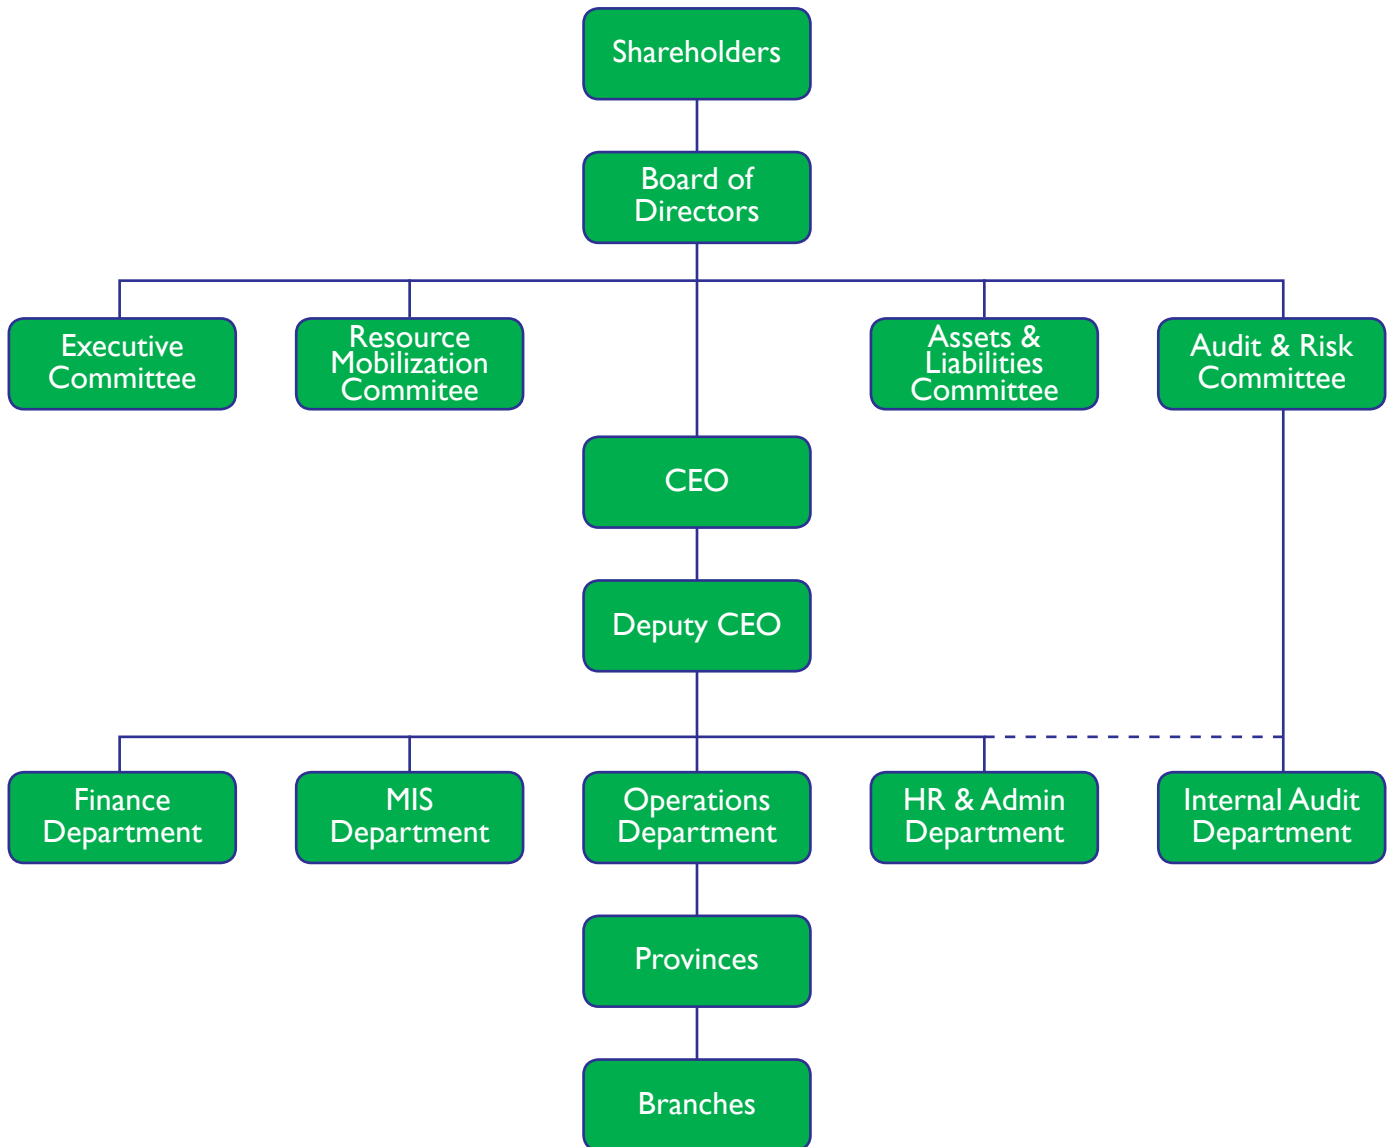 Shareholders
Board of
Directors
Executive
Committee
Resource
Mobilization
Commitee
Assets &
Liabilities
Committee
Audit & Risk
Committee
CEO
Deputy CEO
Finance
Department
MIS
Department
Operations
Department
HR & Admin
Department
Internal Audit
Department
Provinces
Branches